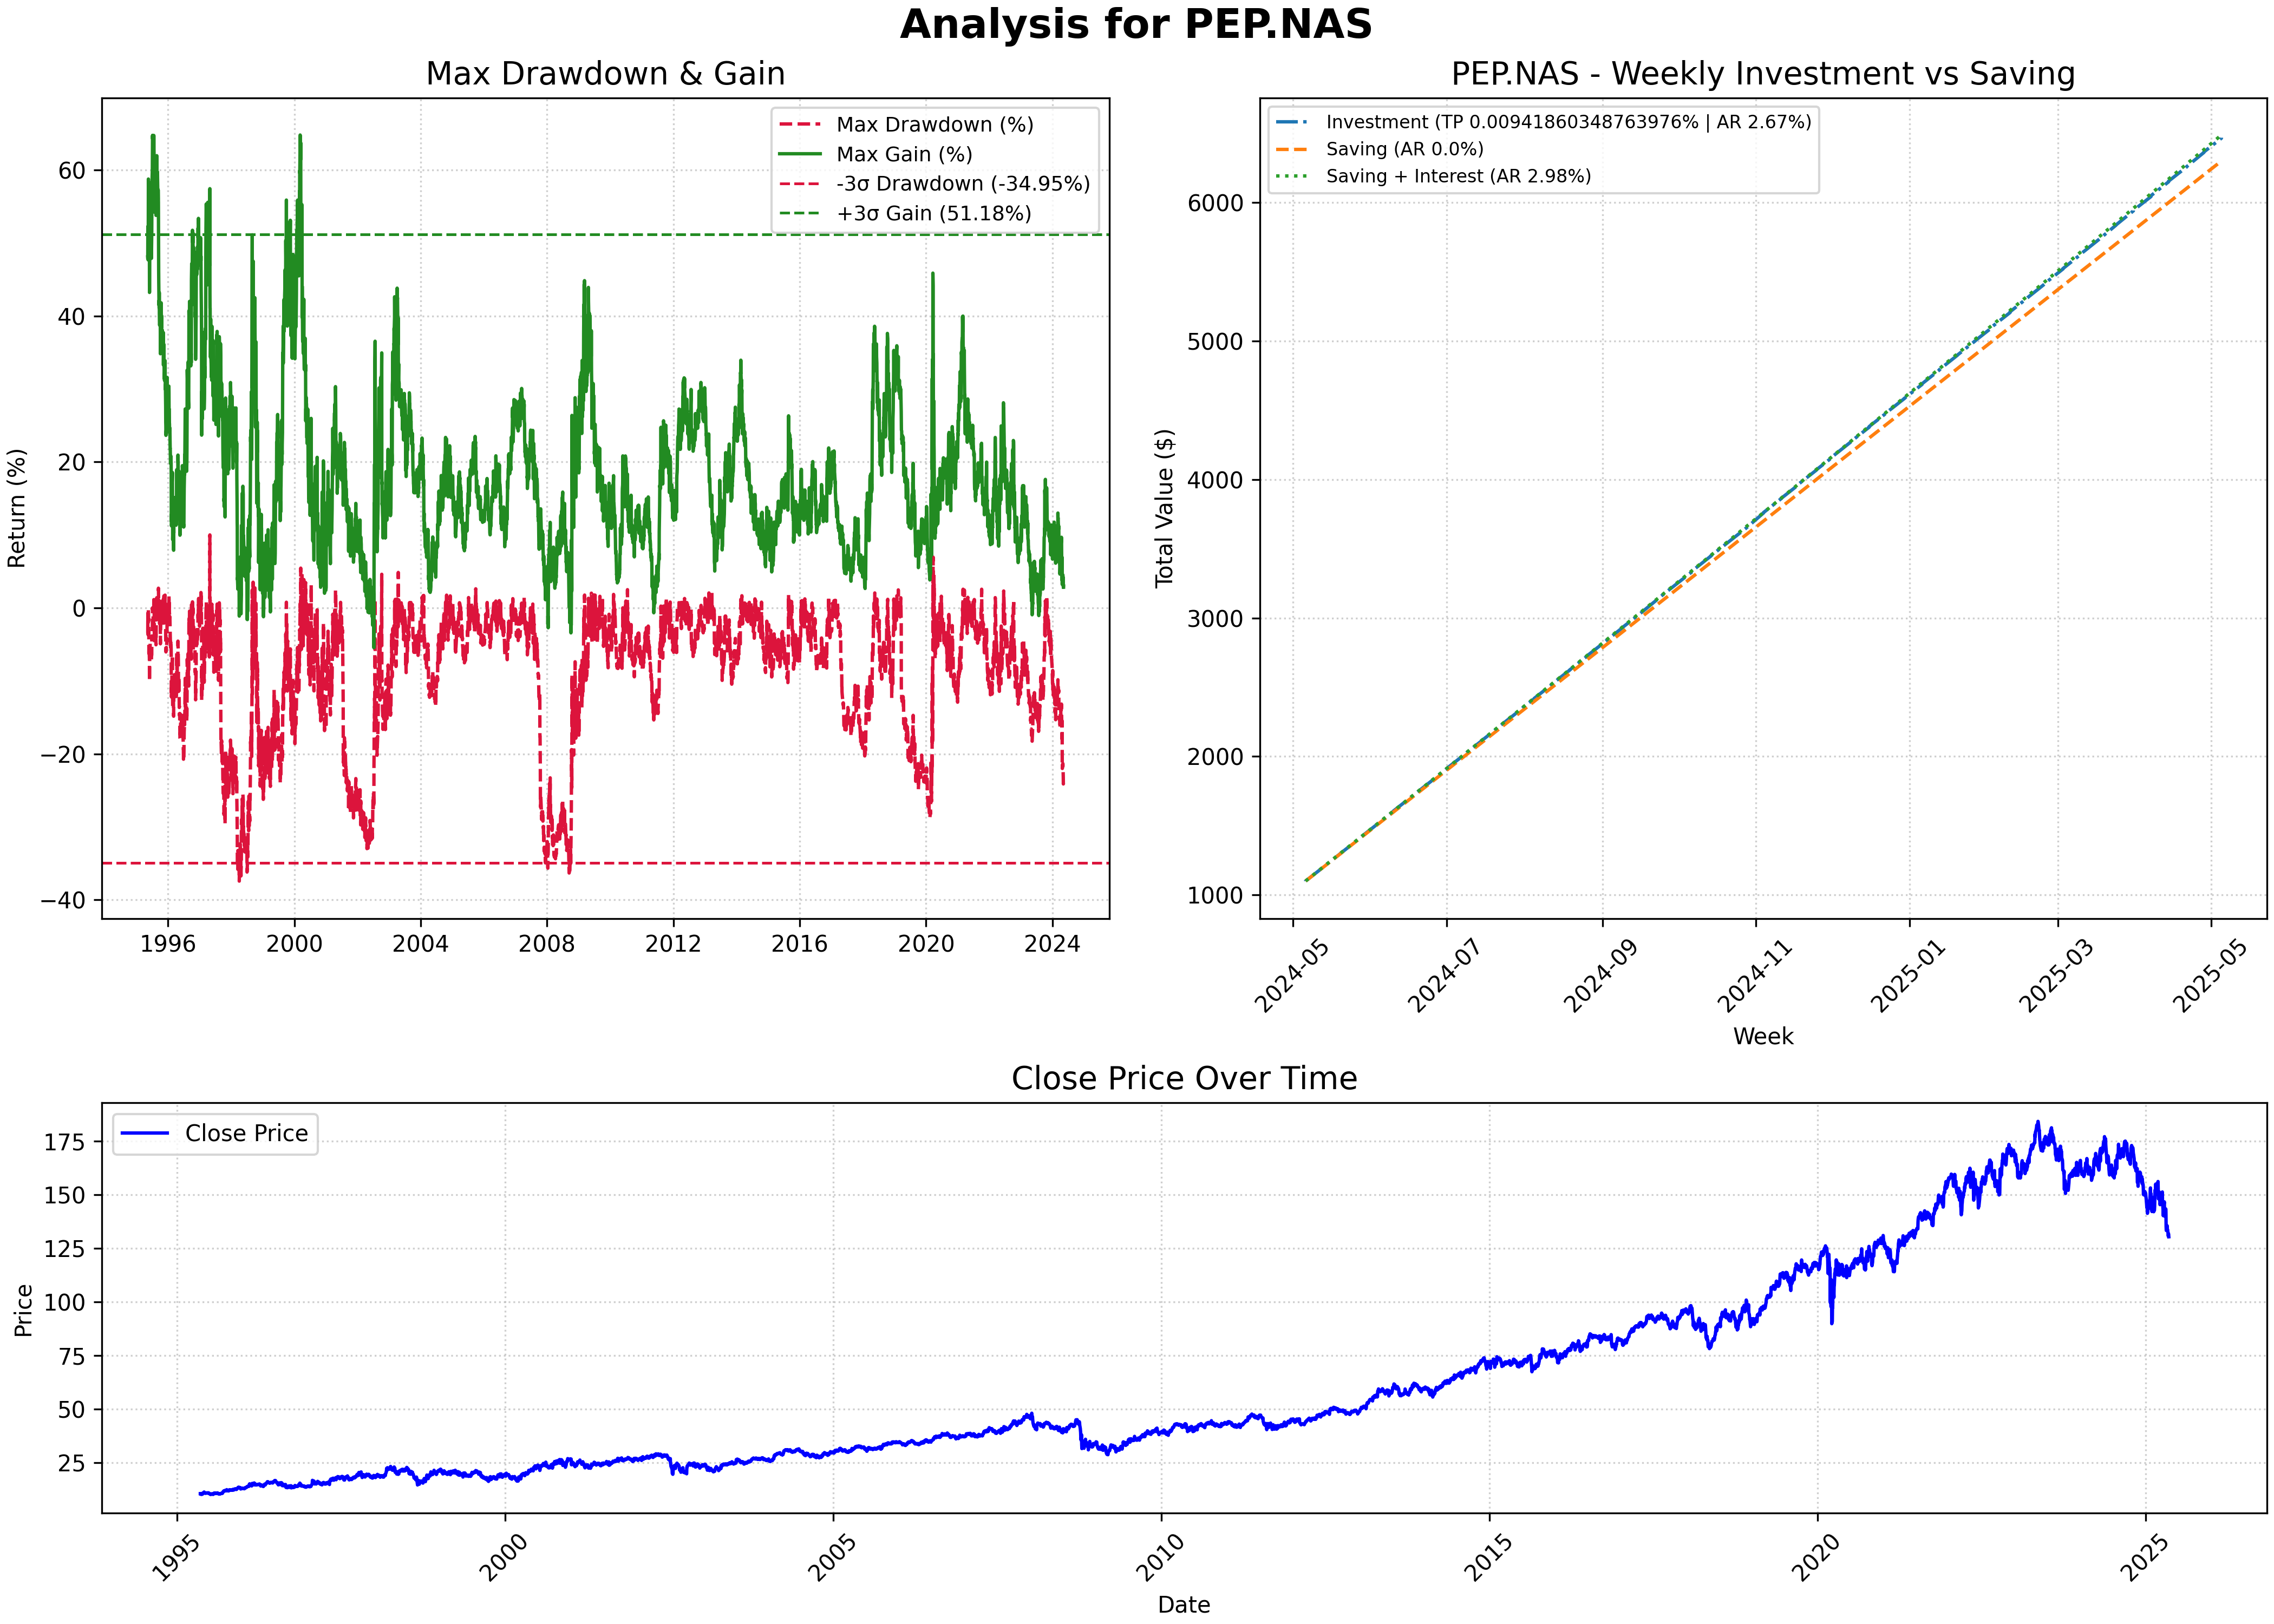 Analysis for PEP.NAS
Max Drawdown & Gain
Max Drawdown (%)
Max Gain (%)
-3σ Drawdown (-34.95%)
+3σ Gain (51.18%)
Return (%)
60
40
20
0
−20
−40
1996 2000 2004 2008 2012 2016 2020 2024
PEP.NAS - Weekly Investment vs Saving
Investment (TP 0.00941860348763976% | AR 2.67%)
Saving (AR 0.0%)
Saving + Interest (AR 2.98%)
Total Value ($)
6000
5000
4000
3000
2000
1000
2024-05 2024-07 2024-09 2024-11 2025-01 2025-03 2025-05
Week
Close Price Over Time
Close Price
Price
175
150
125
100
75
50
25
1995 2000 2005 2010 2015 2020 2025
Date